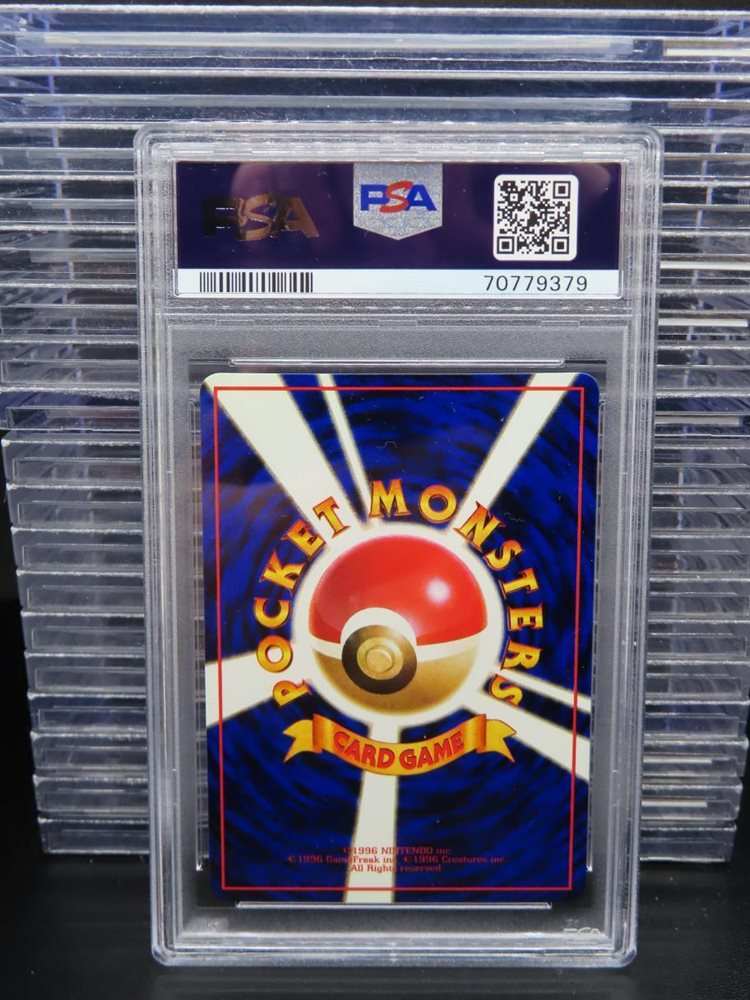 PSA
PSA
70779379
POCKET MONSTERS
CARD GAME
©1996 NINTENDO inc
©1996 GameFreak inc ©1996 Creatures inc
All Rights reserved
PSA